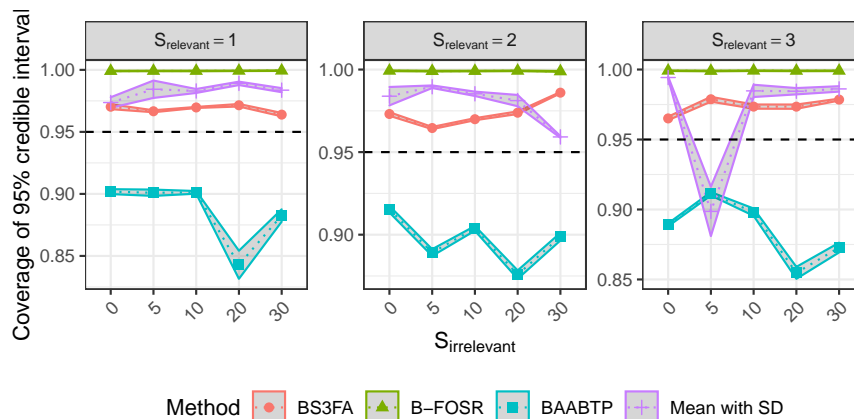 S_relevant = 1
S_relevant = 2
S_relevant = 3
Coverage of 95% credible interval
1.00
0.95
0.90
0.85
1.00
0.95
0.90
1.00
0.95
0.90
0.85
0 5 10 20 30
0 5 10 20 30
0 5 10 20 30
S_irrelevant
Method BS3FA B−FOSR BAABTP Mean with SD